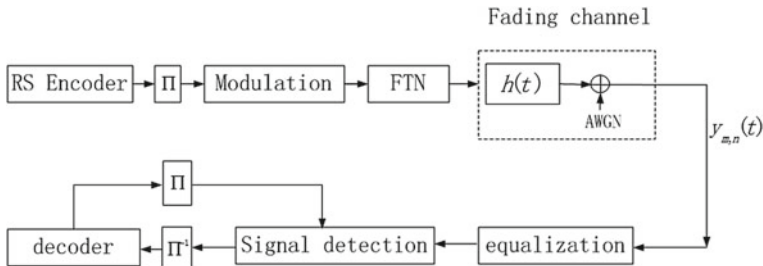 Fading channel
RS Encoder
Π
Modulation
FTN
h(t)
AWGN
y_{m,n}(t)
Π
decoder
Π⁻¹
Signal detection
equalization